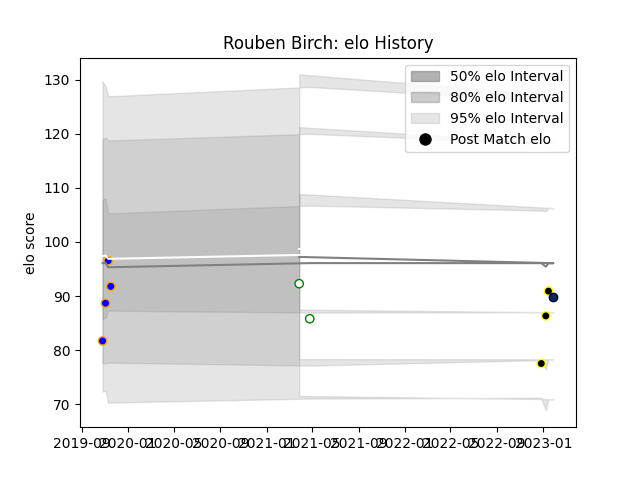 Rouben Birch: elo History
50% elo Interval
80% elo Interval
95% elo Interval
Post Match elo
elo score
130
120
110
100
90
80
70
2019-09 2020-01 2020-05 2020-09 2021-01 2021-05 2021-09 2022-01 2022-05 2022-09 2023-01